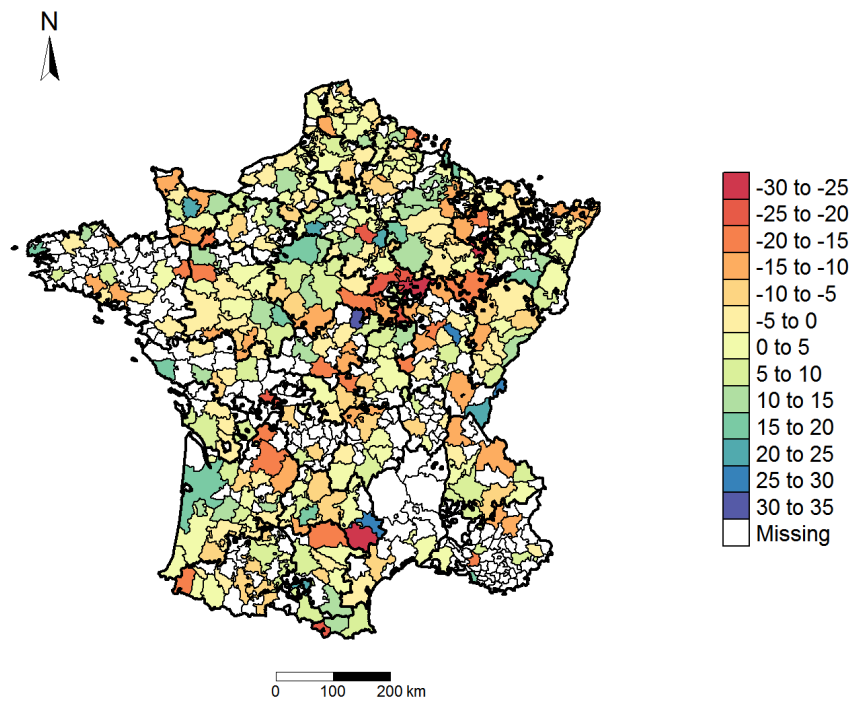 N
-30 to -25
-25 to -20
-20 to -15
-15 to -10
-10 to -5
-5 to 0
0 to 5
5 to 10
10 to 15
15 to 20
20 to 25
25 to 30
30 to 35
Missing
0 100 200 km